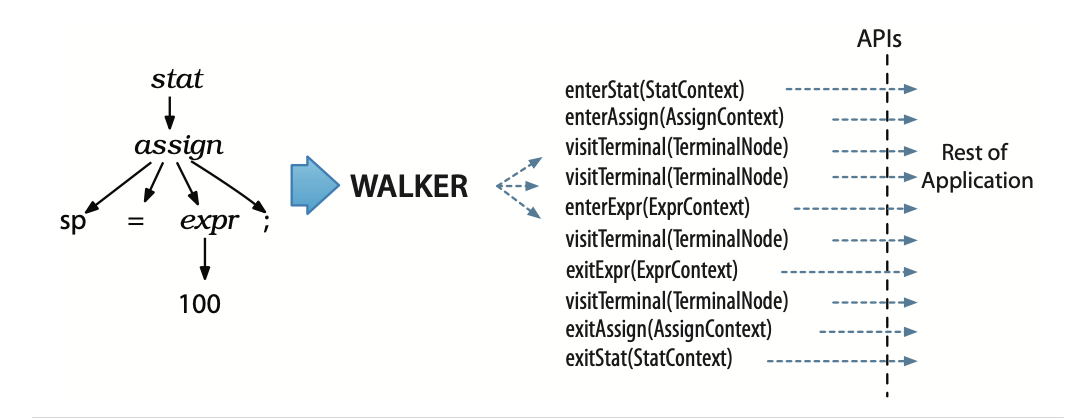 stat
assign
sp = expr ;
100
WALKER
enterStat(StatContext)
enterAssign(AssignContext)
visitTerminal(TerminalNode)
visitTerminal(TerminalNode)
enterExpr(ExprContext)
visitTerminal(TerminalNode)
exitExpr(ExprContext)
visitTerminal(TerminalNode)
exitAssign(AssignContext)
exitStat(StatContext)
APIs
Rest of
Application